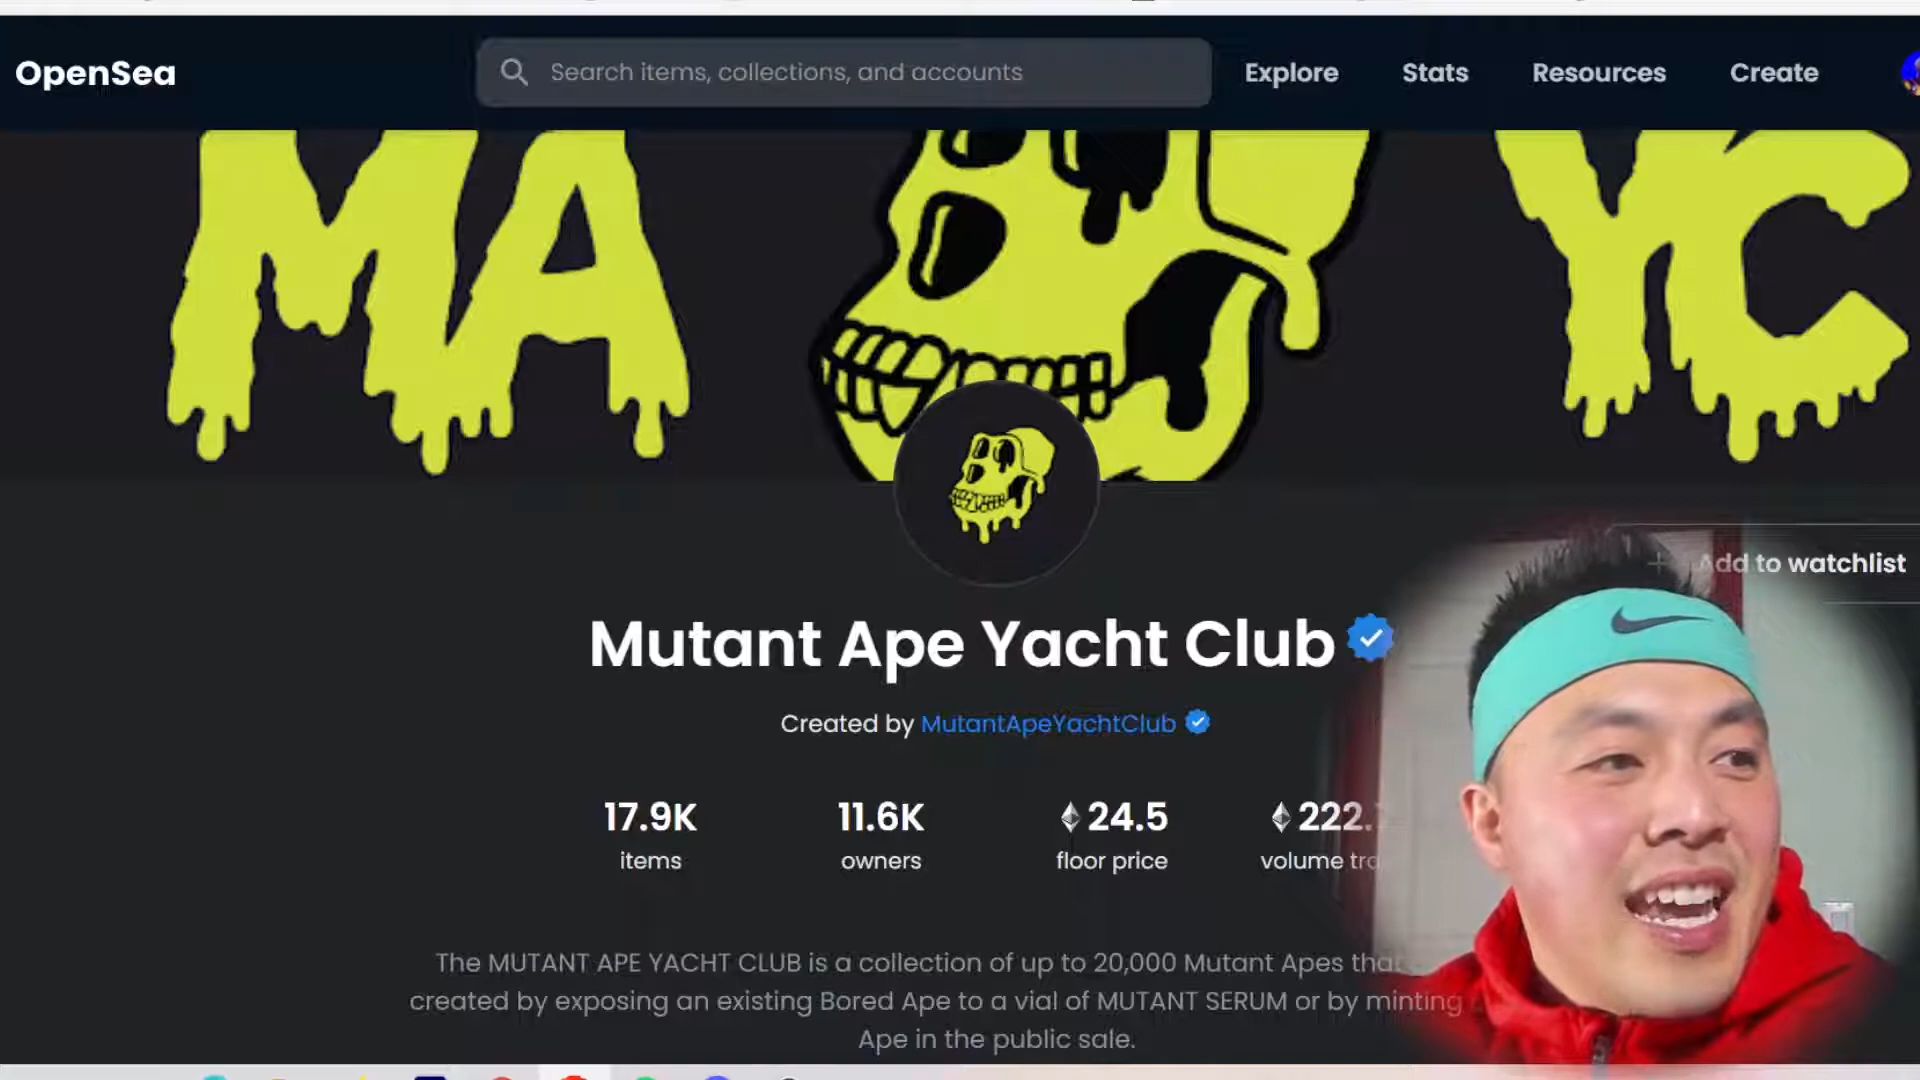 OpenSea
Search items, collections, and accounts
Explore
Stats
Resources
Create
MA YC
Add to watchlist
Mutant Ape Yacht Club
Created by MutantApeYachtClub
17.9K
items
11.6K
owners
24.5
floor price
222.
volume
The MUTANT APE YACHT CLUB is a collection of up to 20,000 Mutant Apes
created by exposing an existing Bored Ape to a vial of MUTANT SERUM or by minting
Ape in the public sale.